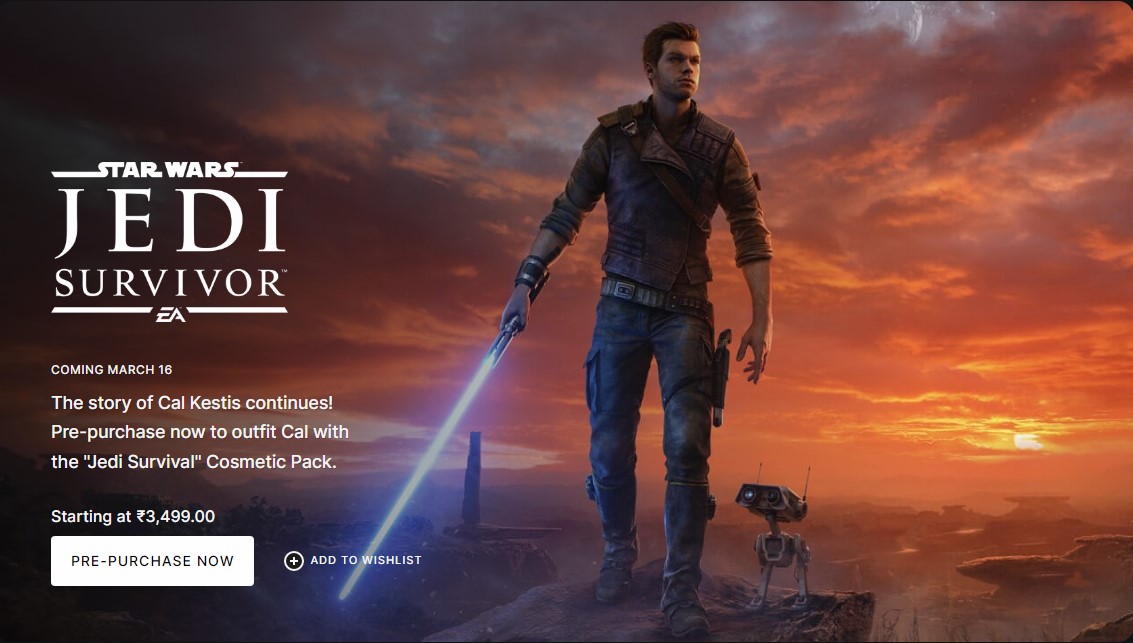 STAR WARS
JEDI
SURVIVOR™
EA
COMING MARCH 16
The story of Cal Kestis continues!
Pre-purchase now to outfit Cal with
the "Jedi Survival" Cosmetic Pack.
Starting at ₹3,499.00
PRE-PURCHASE NOW
ADD TO WISHLIST